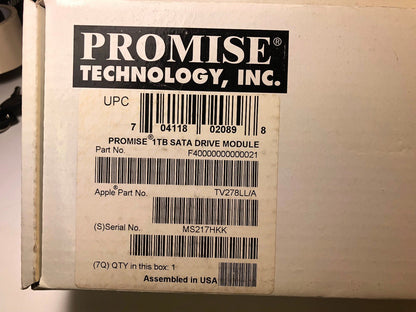 PROMISE®
TECHNOLOGY, INC.
UPC
7 04118 02089 8
PROMISE® 1TB SATA DRIVE MODULE
Part No. F40000000000021
Apple® Part No. TV278LL/A
(S)Serial No. MS217HKK
(7Q) QTY in this box: 1
Assembled in USA